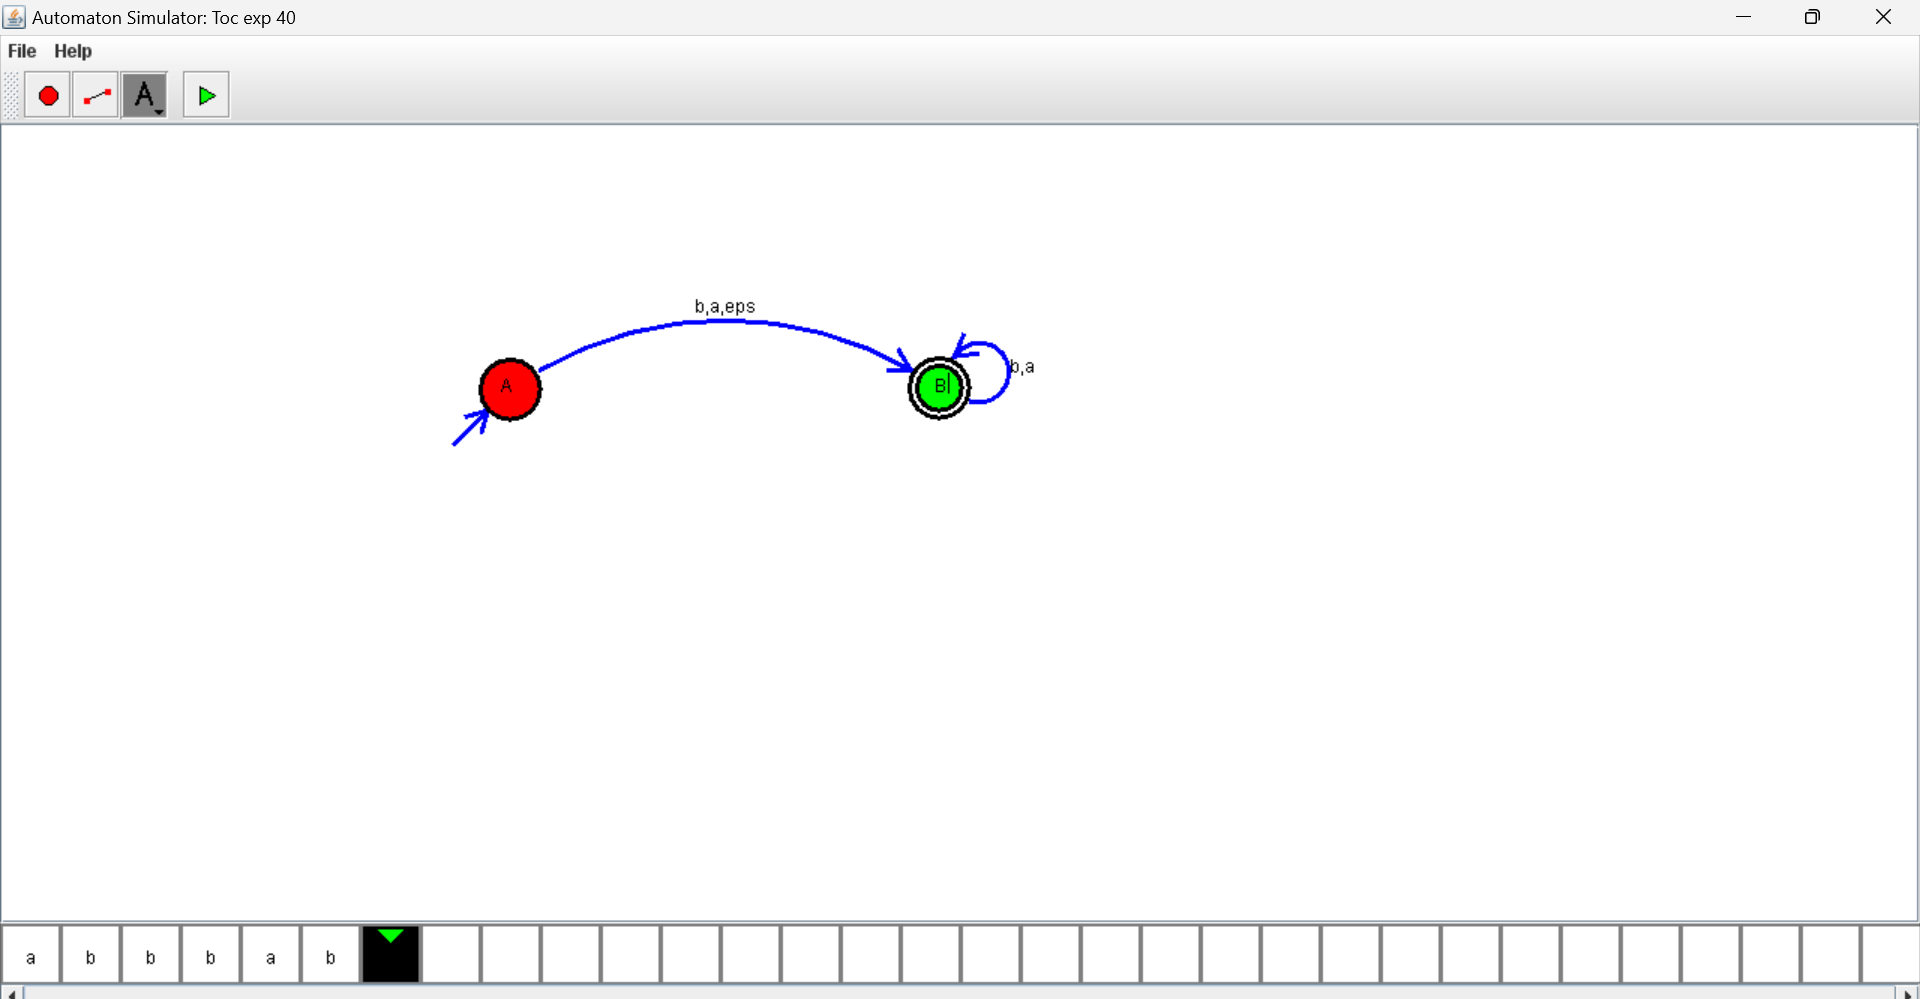 Automaton Simulator: Toc exp 40
File Help
A
b,a,eps
A
B
b,a
a b b b a b